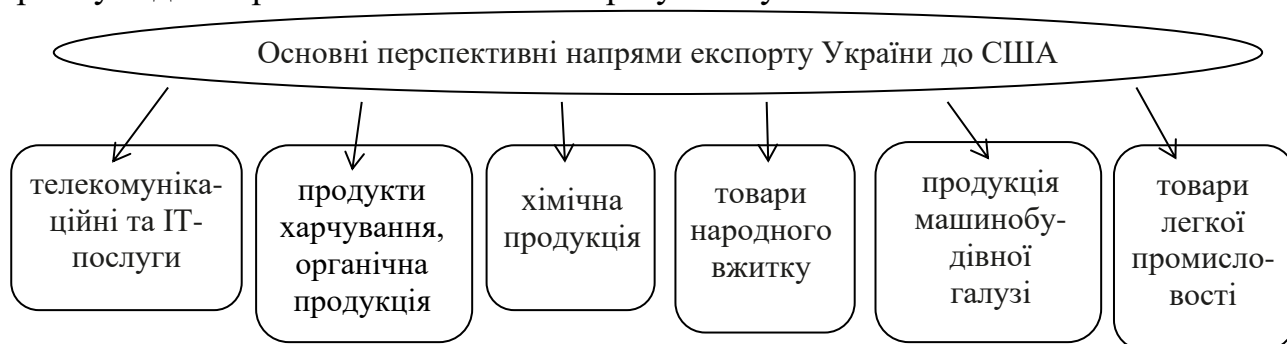 Основні перспективні напрями експорту України до США
телекомуніка-
ційні та ІТ-
послуги
продукти
харчування,
органічна
продукція
хімічна
продукція
товари
народного
вжитку
продукція
машинобу-
дівної
галузі
товари
легкої
промисло-
вості